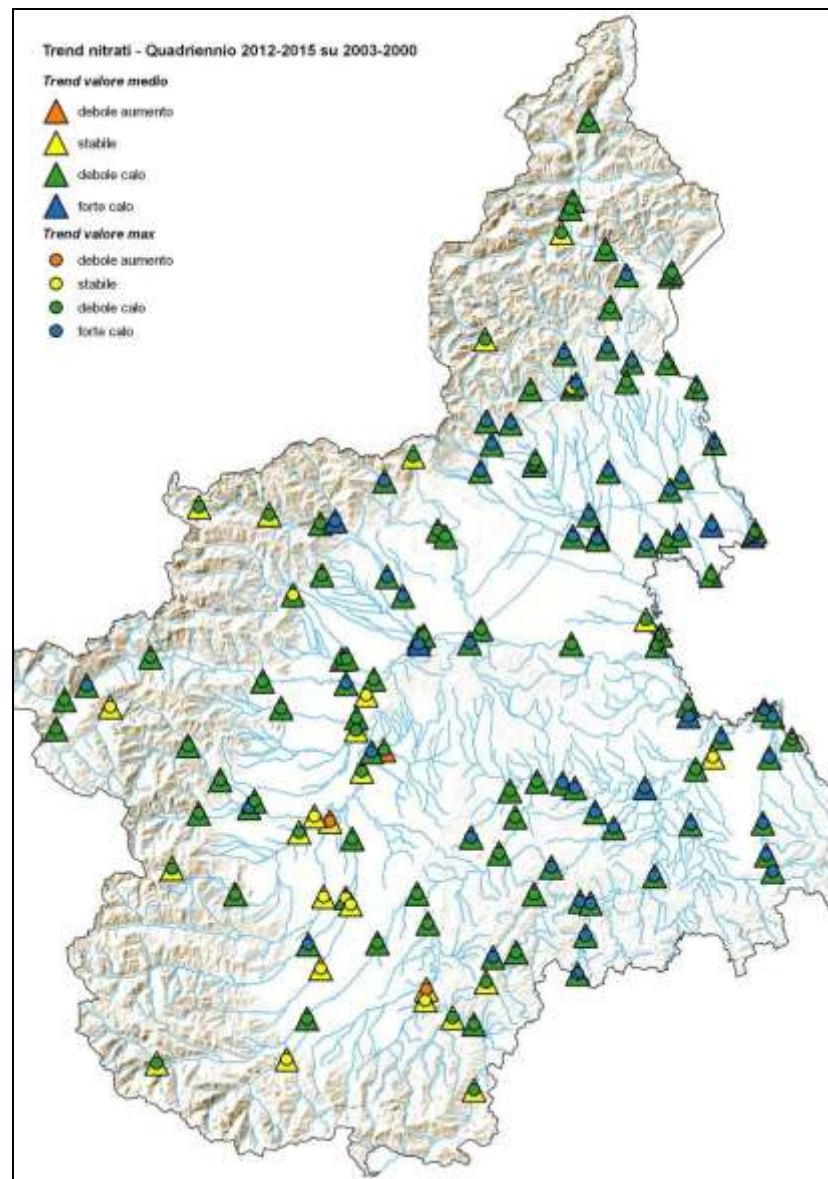 Trend nitrati - Quadriennio 2012-2015 su 2003-2000
Trend valore medio
debole aumento
stabile
debole calo
forte calo
Trend valore max
debole aumento
stabile
debole calo
forte calo